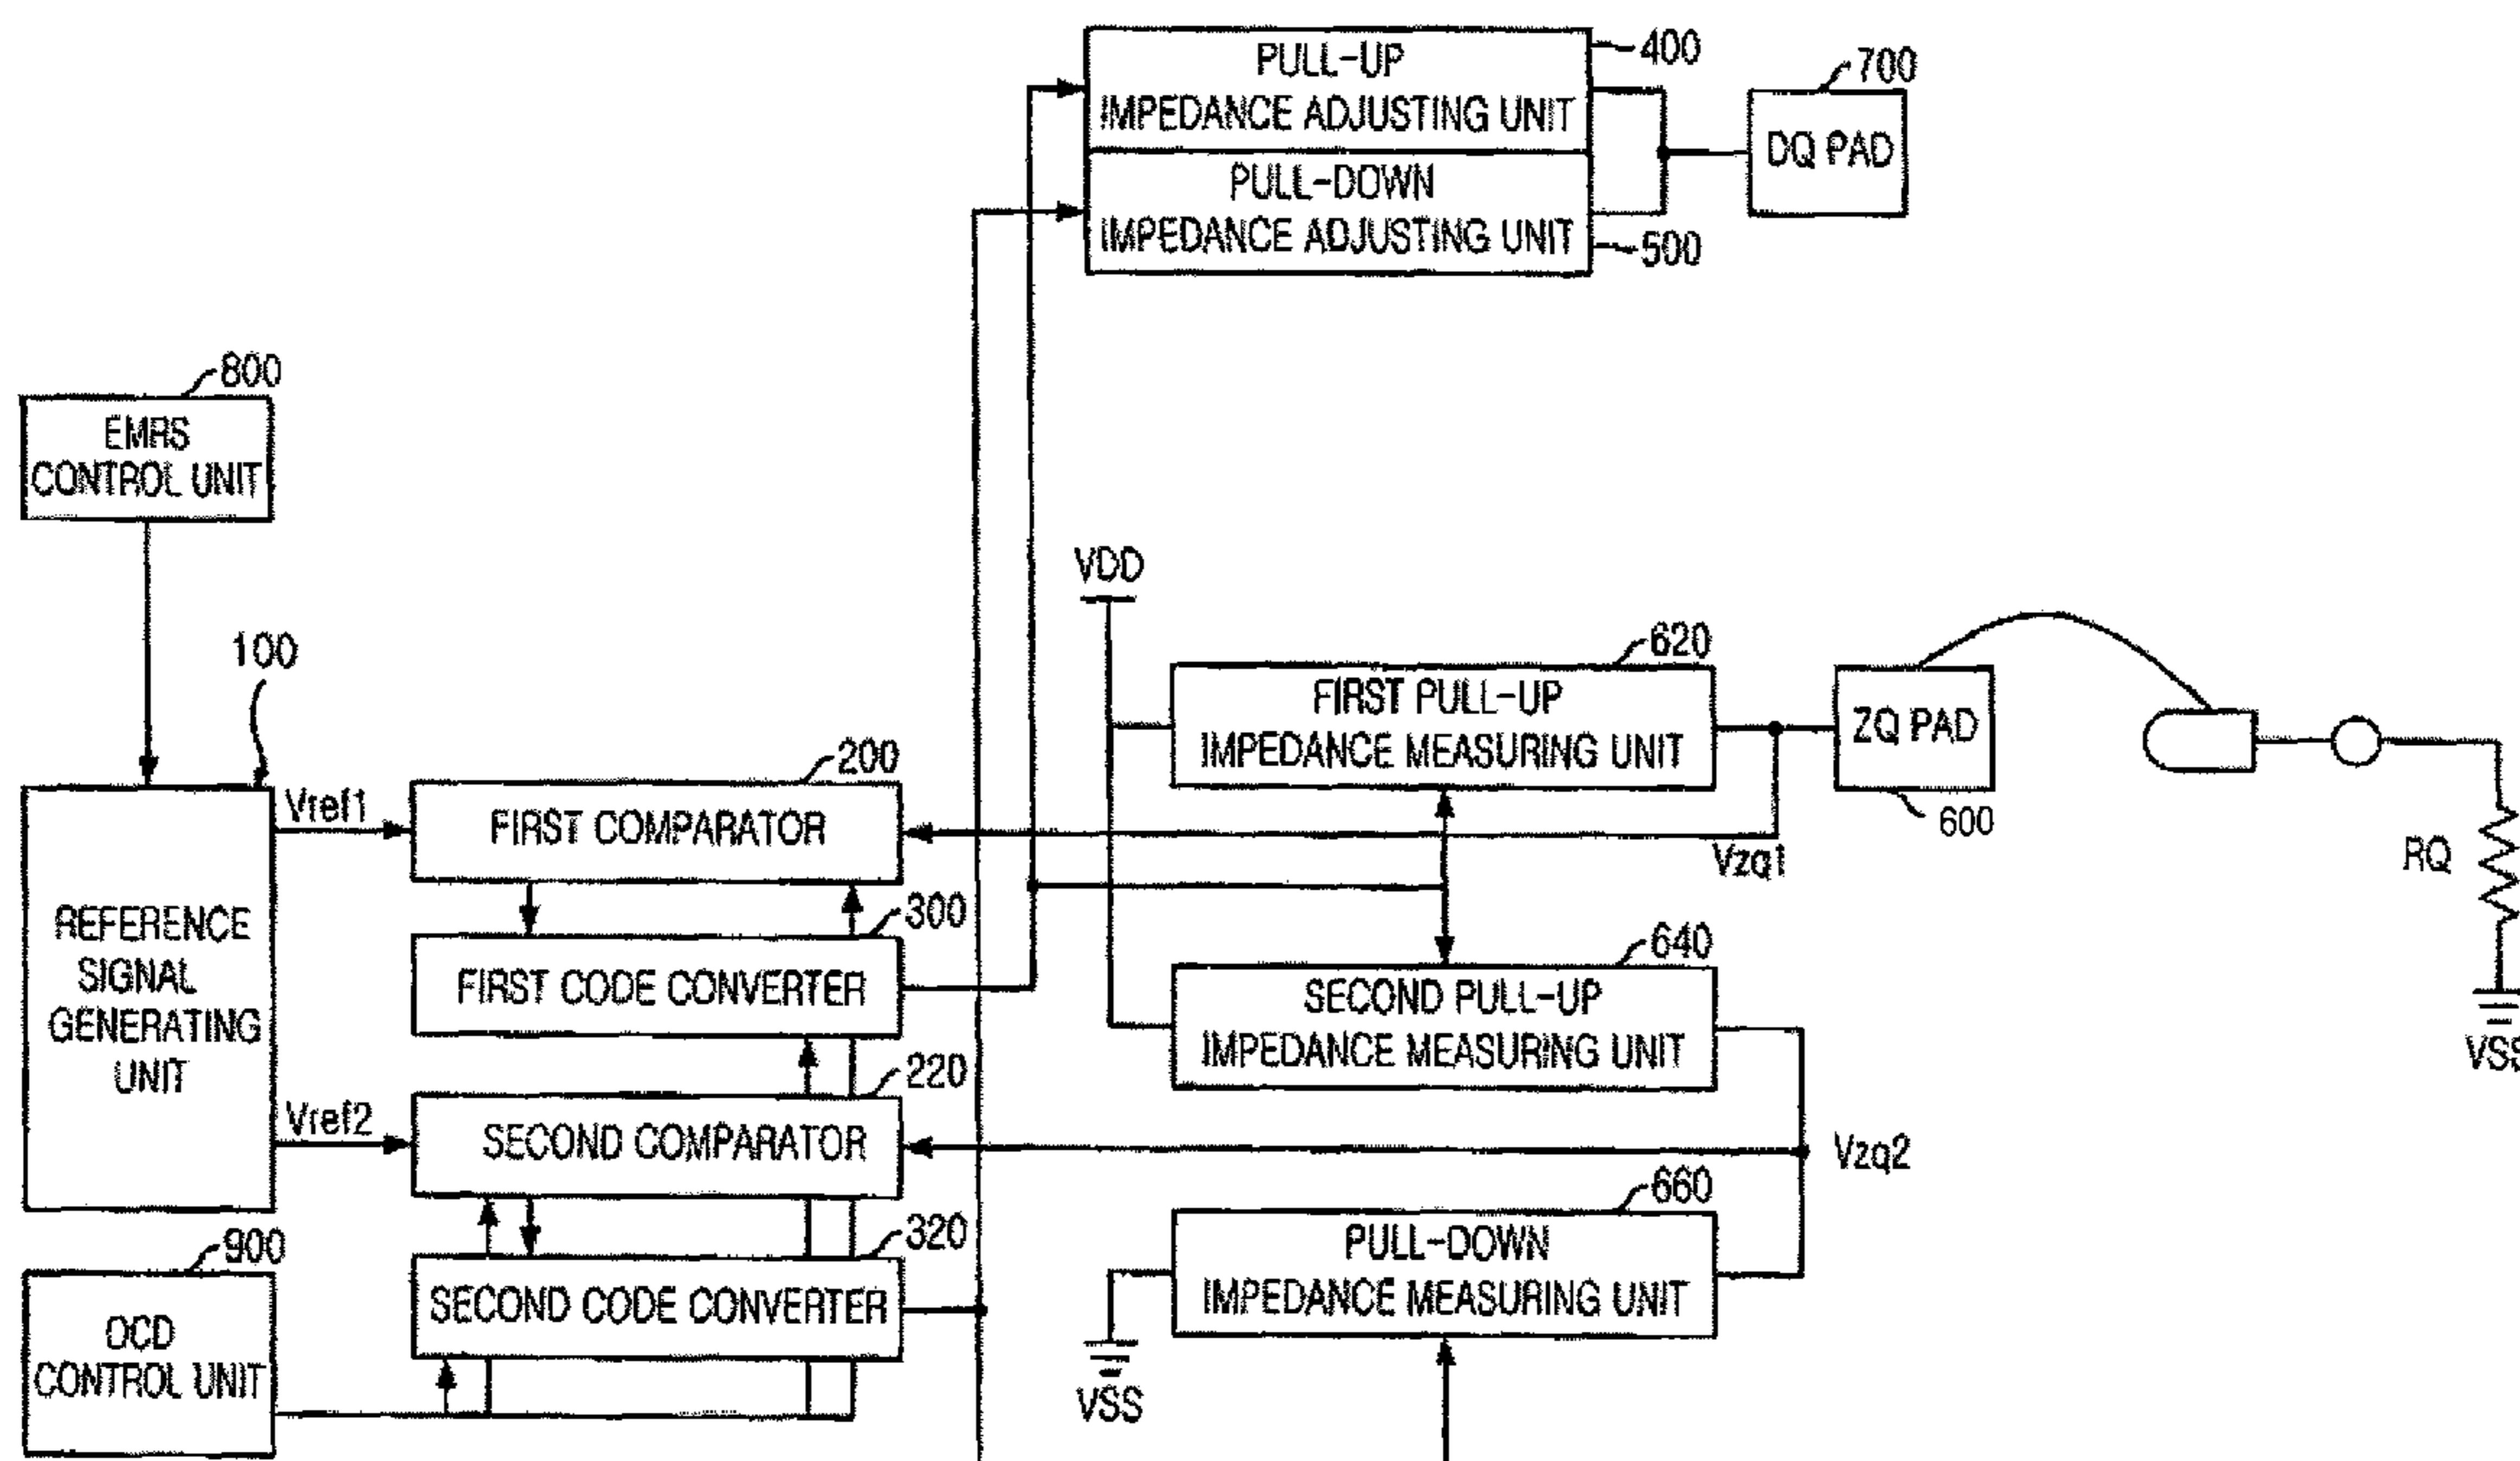 PULL-UP
IMPEDANCE ADJUSTING UNIT
400
PULL-DOWN
IMPEDANCE ADJUSTING UNIT
500
700
DQ PAD
800
EMRS
CONTROL UNIT
100
REFERENCE
SIGNAL
GENERATING
UNIT
Vref1
Vref2
200
FIRST COMPARATOR
300
FIRST CODE CONVERTER
220
SECOND COMPARATOR
320
SECOND CODE CONVERTER
900
OCD
CONTROL UNIT
VDD
620
FIRST PULL-UP
IMPEDANCE MEASURING UNIT
ZQ PAD
600
Vzq1
RQ
VSS
640
SECOND PULL-UP
IMPEDANCE MEASURING UNIT
Vzq2
660
PULL-DOWN
IMPEDANCE MEASURING UNIT
VSS